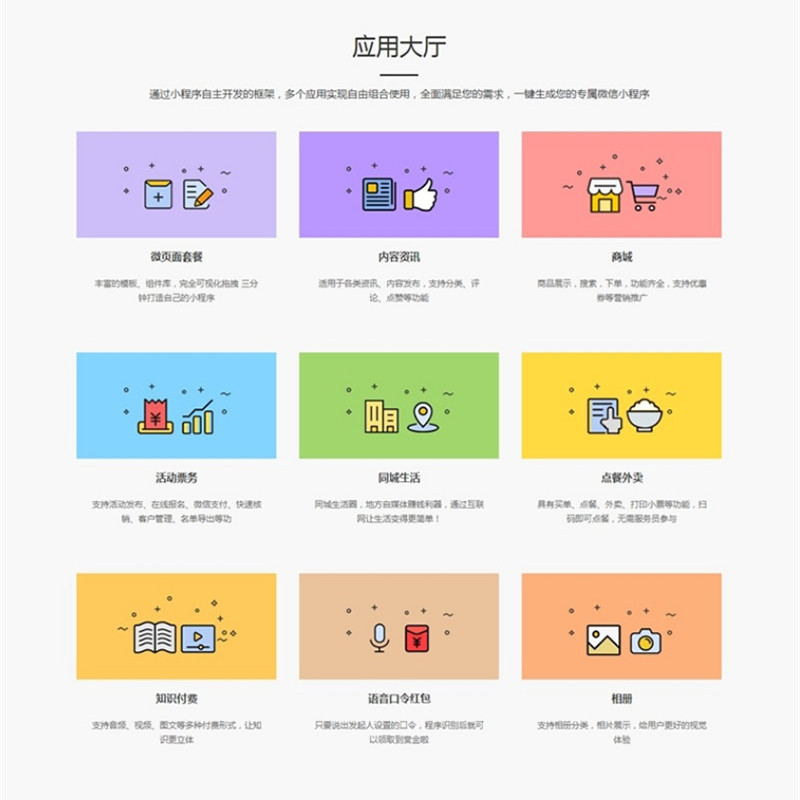 应用大厅
通过小程序自主开发的框架，多个应用实现自由组合使用，全面满足您的需求，一键生成您的专属微信小程序
微页面套餐
内容资讯
商城
丰富的模板、组件库，完全可视化拖拽 三分
钟打造自己的小程序
适用于各类资讯、内容发布，支持分类、评
论、点赞等功能
商品展示，搜索，下单，功能齐全，支持优惠
券等营销推广
活动票务
同城生活
点餐外卖
支持活动发布、在线报名、微信支付、快速核
销、客户管理、名单导出等功
同城生活圈，地方自媒体赚钱利器，通过互联
网让生活变得更简单！
具有买单、点餐、外卖、打印小票等功能，扫
码即可点餐，无需服务员参与
知识付费
语音口令红包
相册
支持音频、视频、图文等多种付费形式，让知
识更立体
只要说出发起人设置的口令，程序识别后就可
以领取到赏金啦
支持相册分类，相片展示，给用户更好的视觉
体验